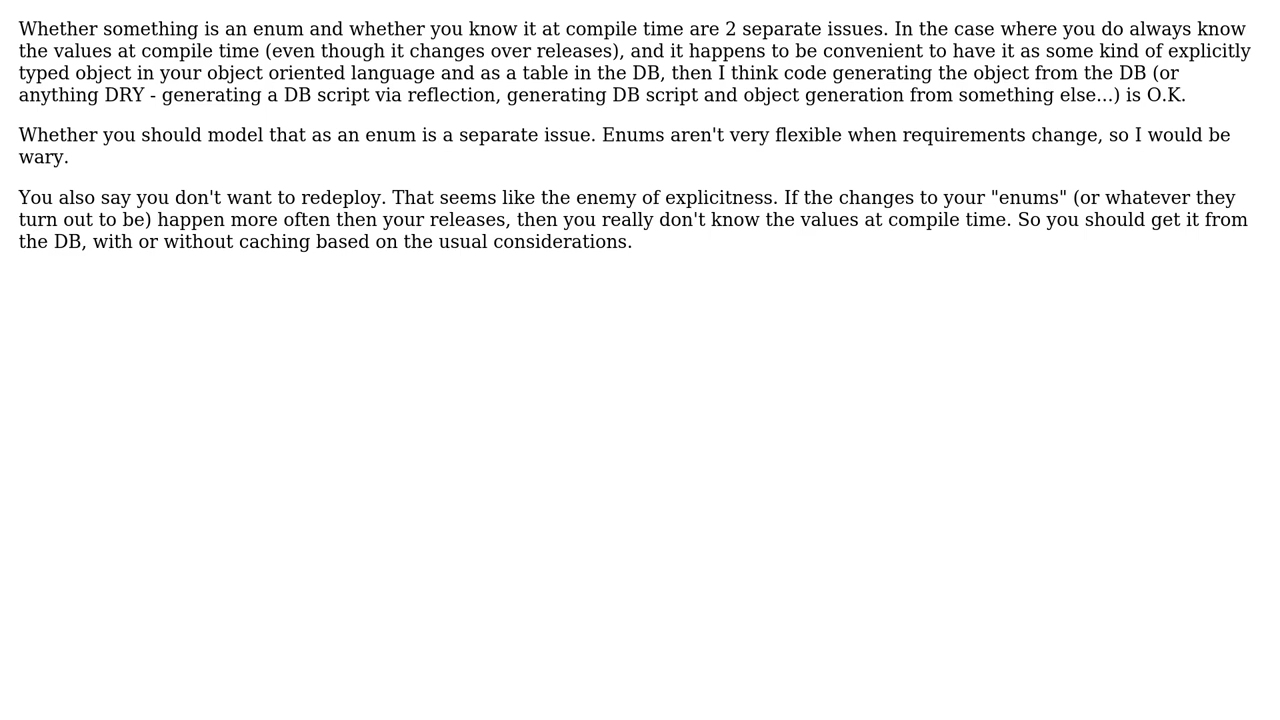 Whether something is an enum and whether you know it at compile time are 2 separate issues. In the case where you do always know
the values at compile time (even though it changes over releases), and it happens to be convenient to have it as some kind of explicitly
typed object in your object oriented language and as a table in the DB, then I think code generating the object from the DB (or
anything DRY - generating a DB script via reflection, generating DB script and object generation from something else...) is O.K.
Whether you should model that as an enum is a separate issue. Enums aren't very flexible when requirements change, so I would be
wary.
You also say you don't want to redeploy. That seems like the enemy of explicitness. If the changes to your "enums" (or whatever they
turn out to be) happen more often then your releases, then you really don't know the values at compile time. So you should get it from
the DB, with or without caching based on the usual considerations.